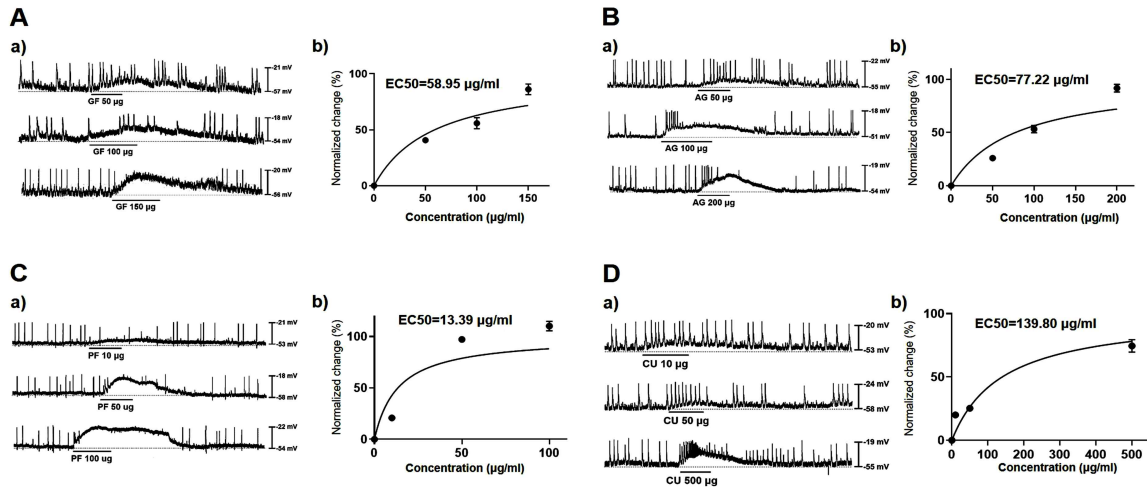 A
a)
-21 mV
-57 mV
GF 50 µg
-18 mV
-54 mV
GF 100 µg
-20 mV
-56 mV
GF 150 µg
b)
EC50=58.95 µg/ml
Normalized change (%)
100
50
0
0 50 100 150
Concentration (µg/ml)
B
a)
-22 mV
-55 mV
AG 50 µg
-18 mV
-51 mV
AG 100 µg
-19 mV
-54 mV
AG 200 µg
b)
EC50=77.22 µg/ml
Normalized change (%)
100
50
0
0 50 100 150 200
Concentration (µg/ml)
C
a)
-21 mV
-53 mV
PF 10 µg
-18 mV
-58 mV
PF 50 ug
-22 mV
-54 mV
PF 100 ug
b)
EC50=13.39 µg/ml
Normalized change (%)
100
50
0
0 50 100
Concentration (µg/ml)
D
a)
-20 mV
-59 mV
CU 10 µg
-24 mV
-58 mV
CU 50 µg
-19 mV
-55 mV
CU 500 µg
b)
EC50=139.80 µg/ml
Normalized change (%)
100
50
0
0 100 200 300 400 500
Concentration (µg/ml)